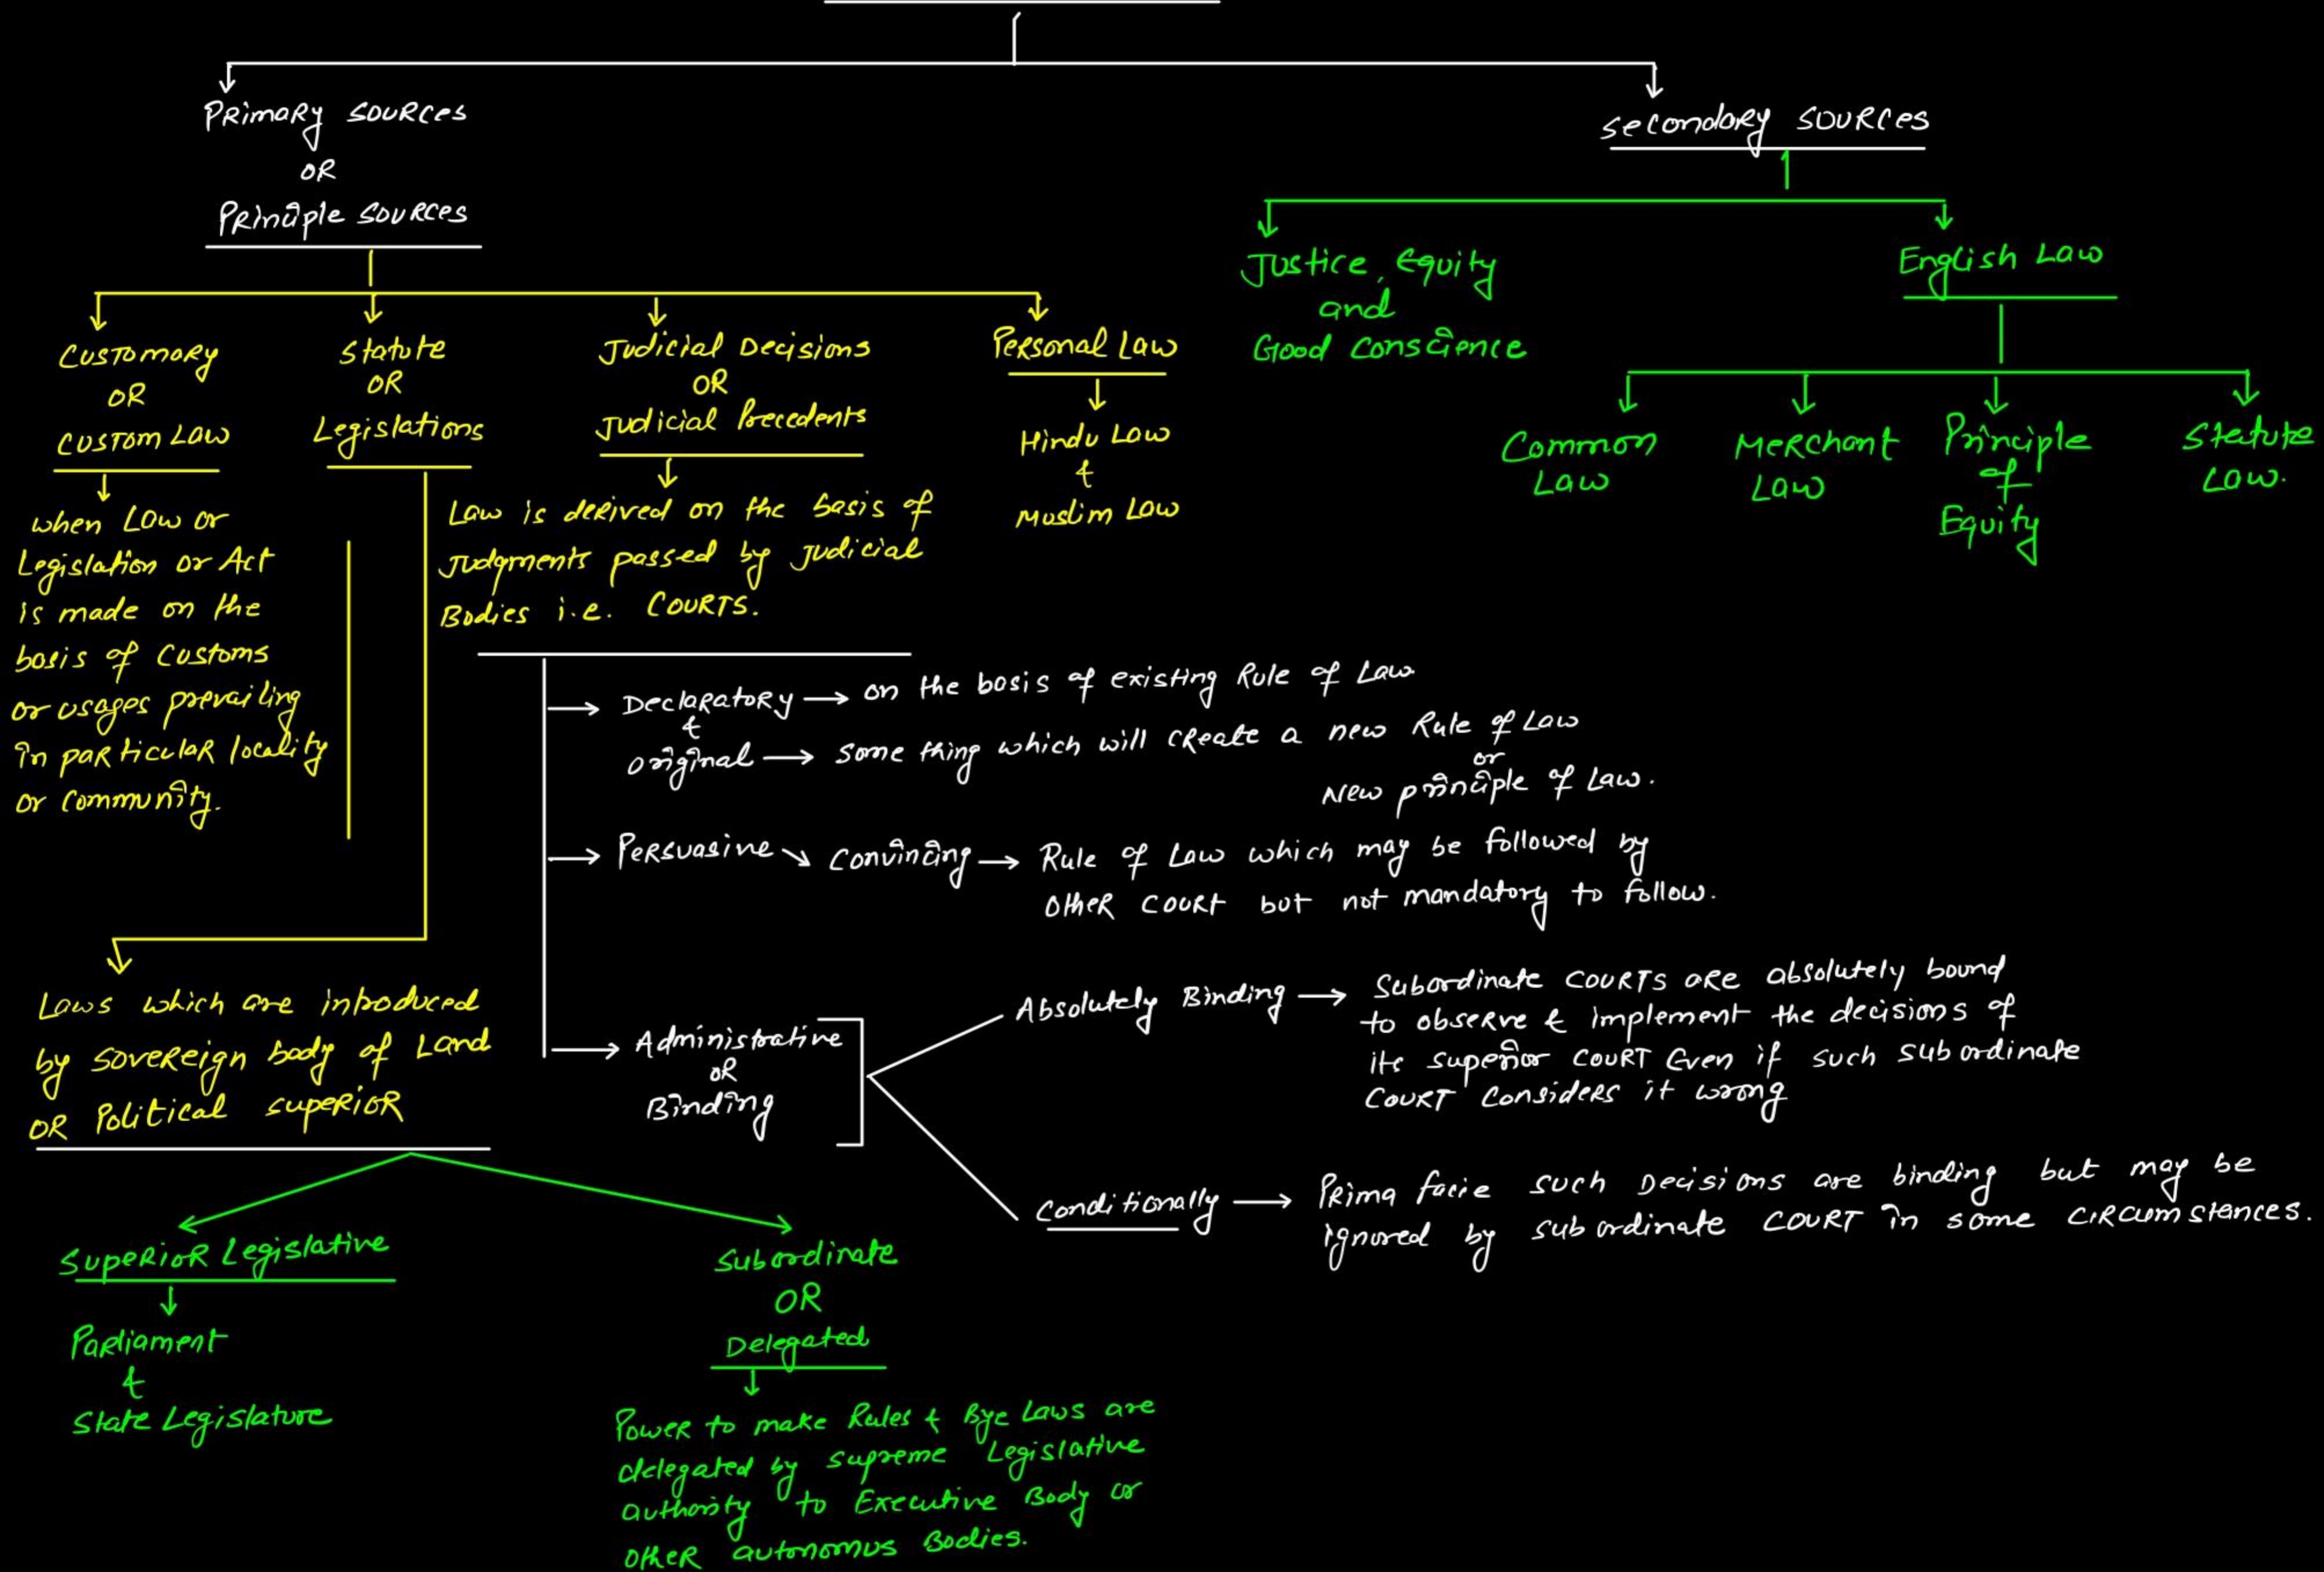 PRIMARY SOURCES
OR
PRINCIPLE SOURCES
SECONDARY SOURCES
CUSTOMARY
OR
CUSTOM LAW
when Law or
Legislation or Act
is made on the
basis of customs
or usages prevailing
in particular locality
or community.
Statute
OR
Legislations
Laws which are introduced
by sovereign body of Land
OR Political superior
Superior Legislative
Parliament
&
State Legislature
Subordinate
OR
Delegated
Power to make Rules & Bye Laws are
delegated by supreme Legislative
authority to Executive Body or
other autonomus Bodies.
Judicial Decisions
OR
Judicial Precedents
Law is derived on the basis of
Judgments passed by Judicial
Bodies i.e. COURTS.
Declaratory → on the basis of existing Rule of Law
&
original → some thing which will create a new Rule of Law
or
New principle of Law.
Persuasive ↘ Convincing → Rule of Law which may be followed by
other court but not mandatory to follow.
Administrative
OR
Binding
Absolutely Binding → Subordinate courts are absolutely bound
to observe & implement the decisions of
its superior court Even if such subordinate
court considers it wrong
Conditionally → Prima facie such Decisions are binding but may be
ignored by subordinate court in some circumstances.
Personal Law
Hindu Law
&
Muslim Law
Justice, Equity
and
Good Conscience
English Law
Common
Law
Merchant
Law
Principle
of
Equity
Statute
Law.